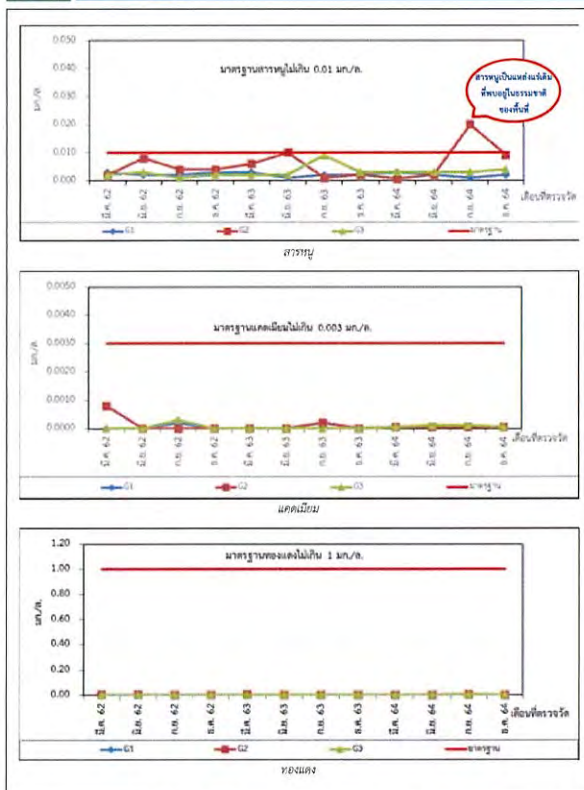 0.050
0.040
0.030
0.020
0.010
0.000
มก./ล.
มาตรฐานสารหนูไม่เกิน 0.01 มก./ล.
สารหนูเป็นแหล่งแร่เดิม
ที่พบอยู่ในธรรมชาติ
ของพื้นที่
มี.ค. 62
มิ.ย. 62
ก.ย. 62
ธ.ค. 62
มี.ค. 63
มิ.ย. 63
ก.ย. 63
ธ.ค. 63
มี.ค. 64
มิ.ย. 64
ก.ย. 64
ธ.ค. 64
เดือนที่ตรวจวัด
G1 G2 G3 มาตรฐาน
สารหนู
0.0050
0.0040
0.0030
0.0020
0.0010
0.0000
มก./ล.
มาตรฐานแคดเมียมไม่เกิน 0.003 มก./ล.
มี.ค. 62
มิ.ย. 62
ก.ย. 62
ธ.ค. 62
มี.ค. 63
มิ.ย. 63
ก.ย. 63
ธ.ค. 63
มี.ค. 64
มิ.ย. 64
ก.ย. 64
ธ.ค. 64
เดือนที่ตรวจวัด
G1 G2 G3 มาตรฐาน
แคดเมียม
1.20
1.00
0.80
0.60
0.40
0.20
0.00
มก./ล.
มาตรฐานทองแดงไม่เกิน 1 มก./ล.
มี.ค. 62
มิ.ย. 62
ก.ย. 62
ธ.ค. 62
มี.ค. 63
มิ.ย. 63
ก.ย. 63
ธ.ค. 63
มี.ค. 64
มิ.ย. 64
ก.ย. 64
ธ.ค. 64
เดือนที่ตรวจวัด
G1 G2 G3 มาตรฐาน
ทองแดง